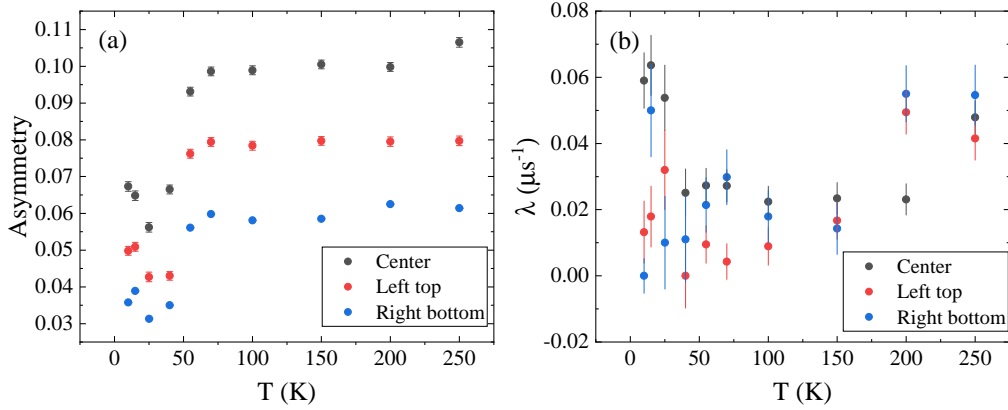 (a)
Asymmetry
0.11
0.10
0.09
0.08
0.07
0.06
0.05
0.04
0.03
0 50 100 150 200 250
T (K)
Center
Left top
Right bottom
(b)
λ (μs⁻¹)
0.08
0.06
0.04
0.02
0.00
-0.02
0 50 100 150 200 250
T (K)
Center
Left top
Right bottom